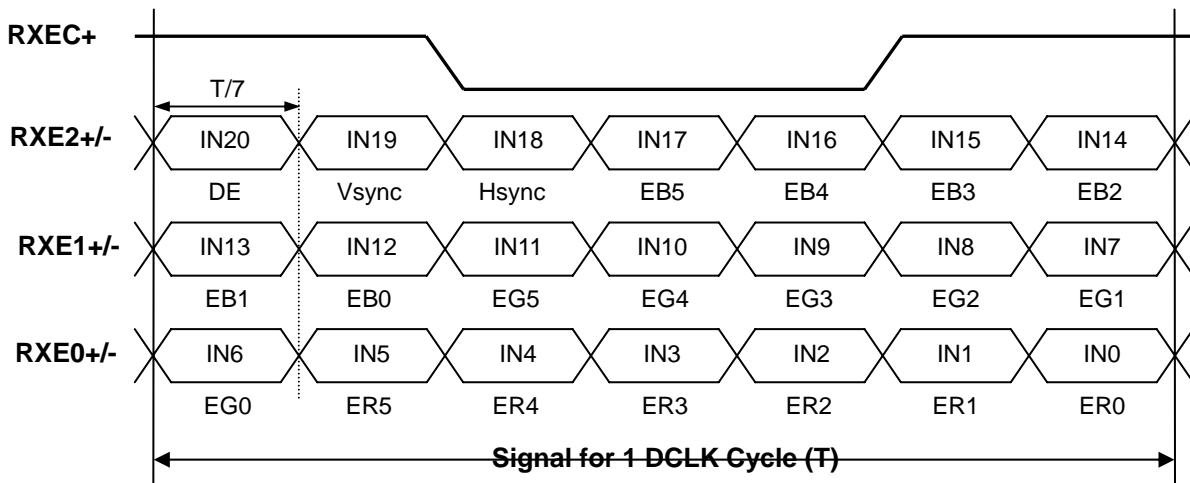 RXEC+
T/7
RXE2+/- IN20 IN19 IN18 IN17 IN16 IN15 IN14
DE Vsync Hsync EB5 EB4 EB3 EB2
RXE1+/- IN13 IN12 IN11 IN10 IN9 IN8 IN7
EB1 EB0 EG5 EG4 EG3 EG2 EG1
RXE0+/- IN6 IN5 IN4 IN3 IN2 IN1 IN0
EG0 ER5 ER4 ER3 ER2 ER1 ER0
Signal for 1 DCLK Cycle (T)